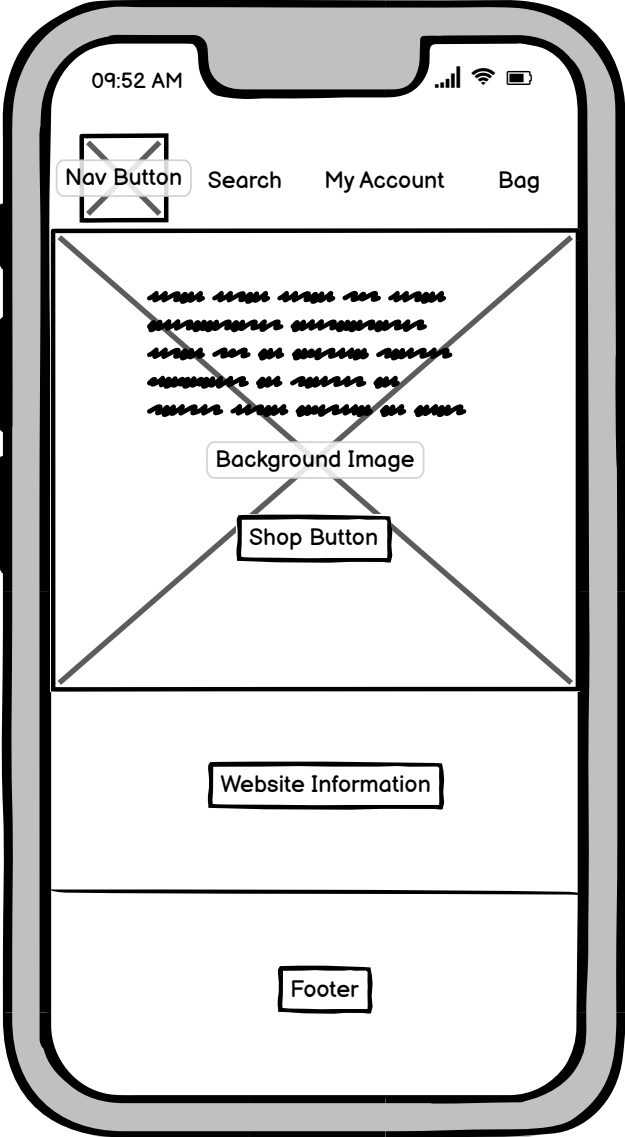 09:52 AM
Nav Button Search My Account Bag
Background Image
Shop Button
Website Information
Footer